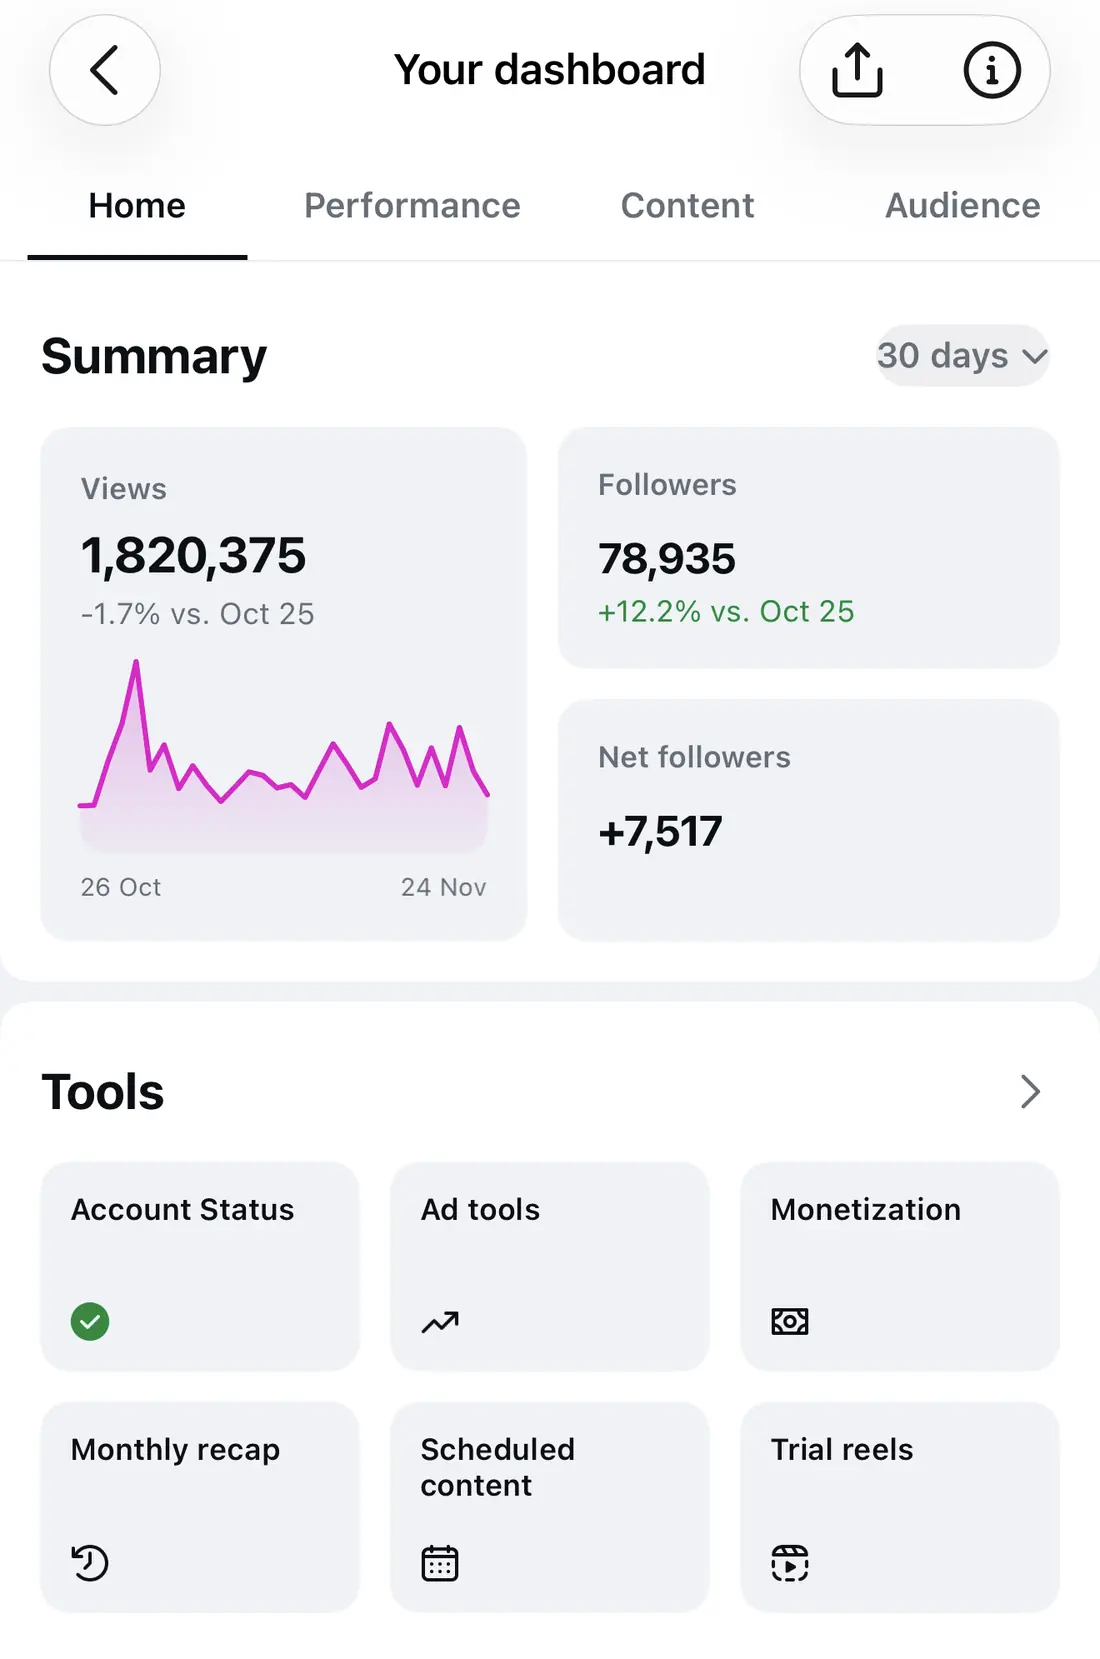 Your dashboard
Home
Performance
Content
Audience
Summary
30 days
Views
1,820,375
-1.7% vs. Oct 25
26 Oct
24 Nov
Followers
78,935
+12.2% vs. Oct 25
Net followers
+7,517
Tools
Account Status
Ad tools
Monetization
Monthly recap
Scheduled
content
Trial reels